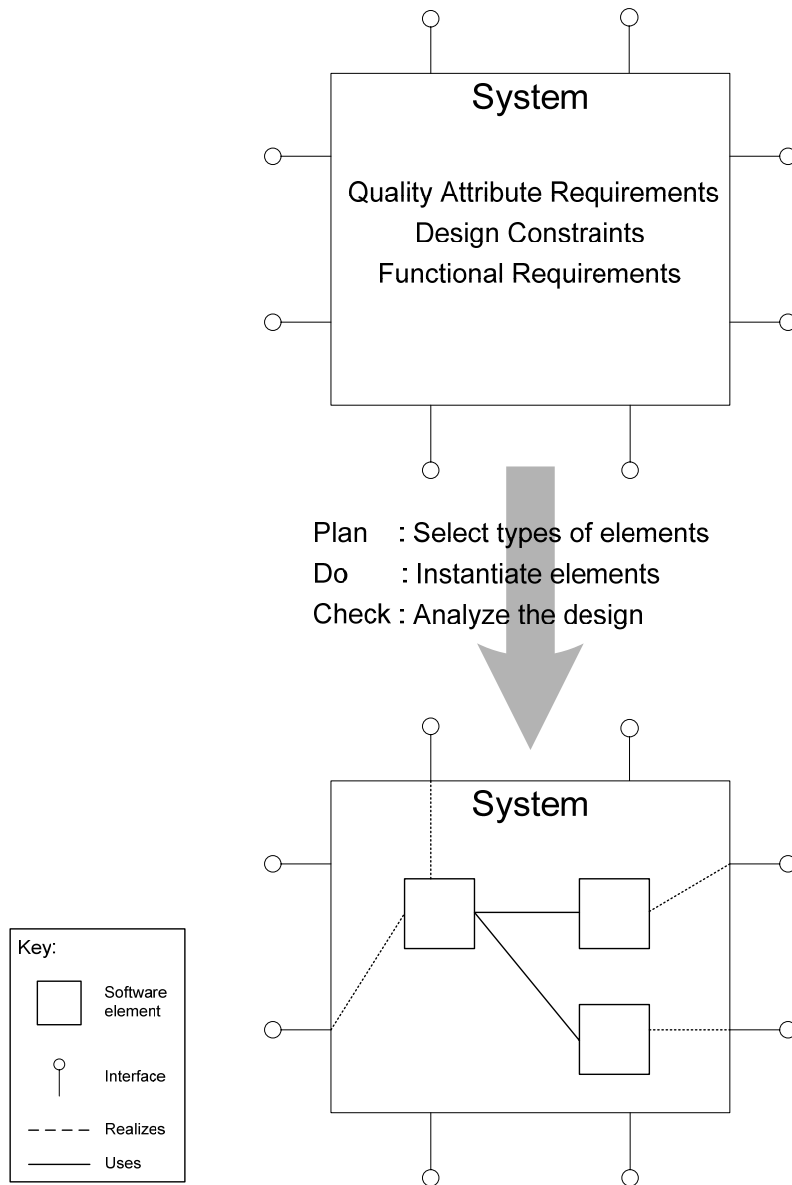 System
Quality Attribute Requirements
Design Constraints
Functional Requirements
Plan : Select types of elements
Do : Instantiate elements
Check : Analyze the design
System
Key:
Software
element
Interface
Realizes
Uses